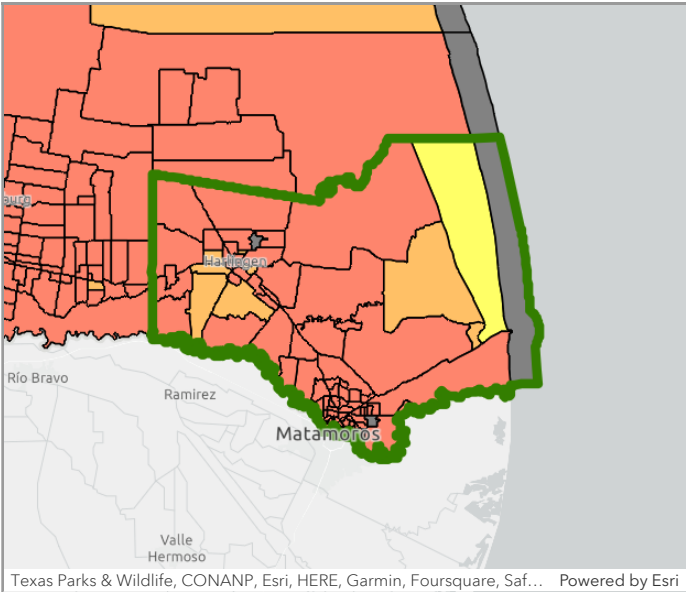 burg
Harlingen
Río Bravo
Ramirez
Matamoros
Valle
Hermoso
Texas Parks & Wildlife, CONANP, Esri, HERE, Garmin, Foursquare, Saf... Powered by Esri